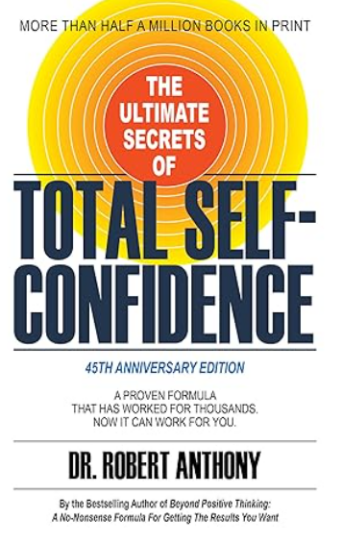 MORE THAN HALF A MILLION BOOKS IN PRINT
THE
ULTIMATE
SECRETS
OF
TOTAL SELF-
CONFIDENCE
45TH ANNIVERSARY EDITION
A PROVEN FORMULA
THAT HAS WORKED FOR THOUSANDS.
NOW IT CAN WORK FOR YOU.
DR. ROBERT ANTHONY
By the Bestselling Author of Beyond Positive Thinking:
A No-Nonsense Formula For Getting The Results You Want